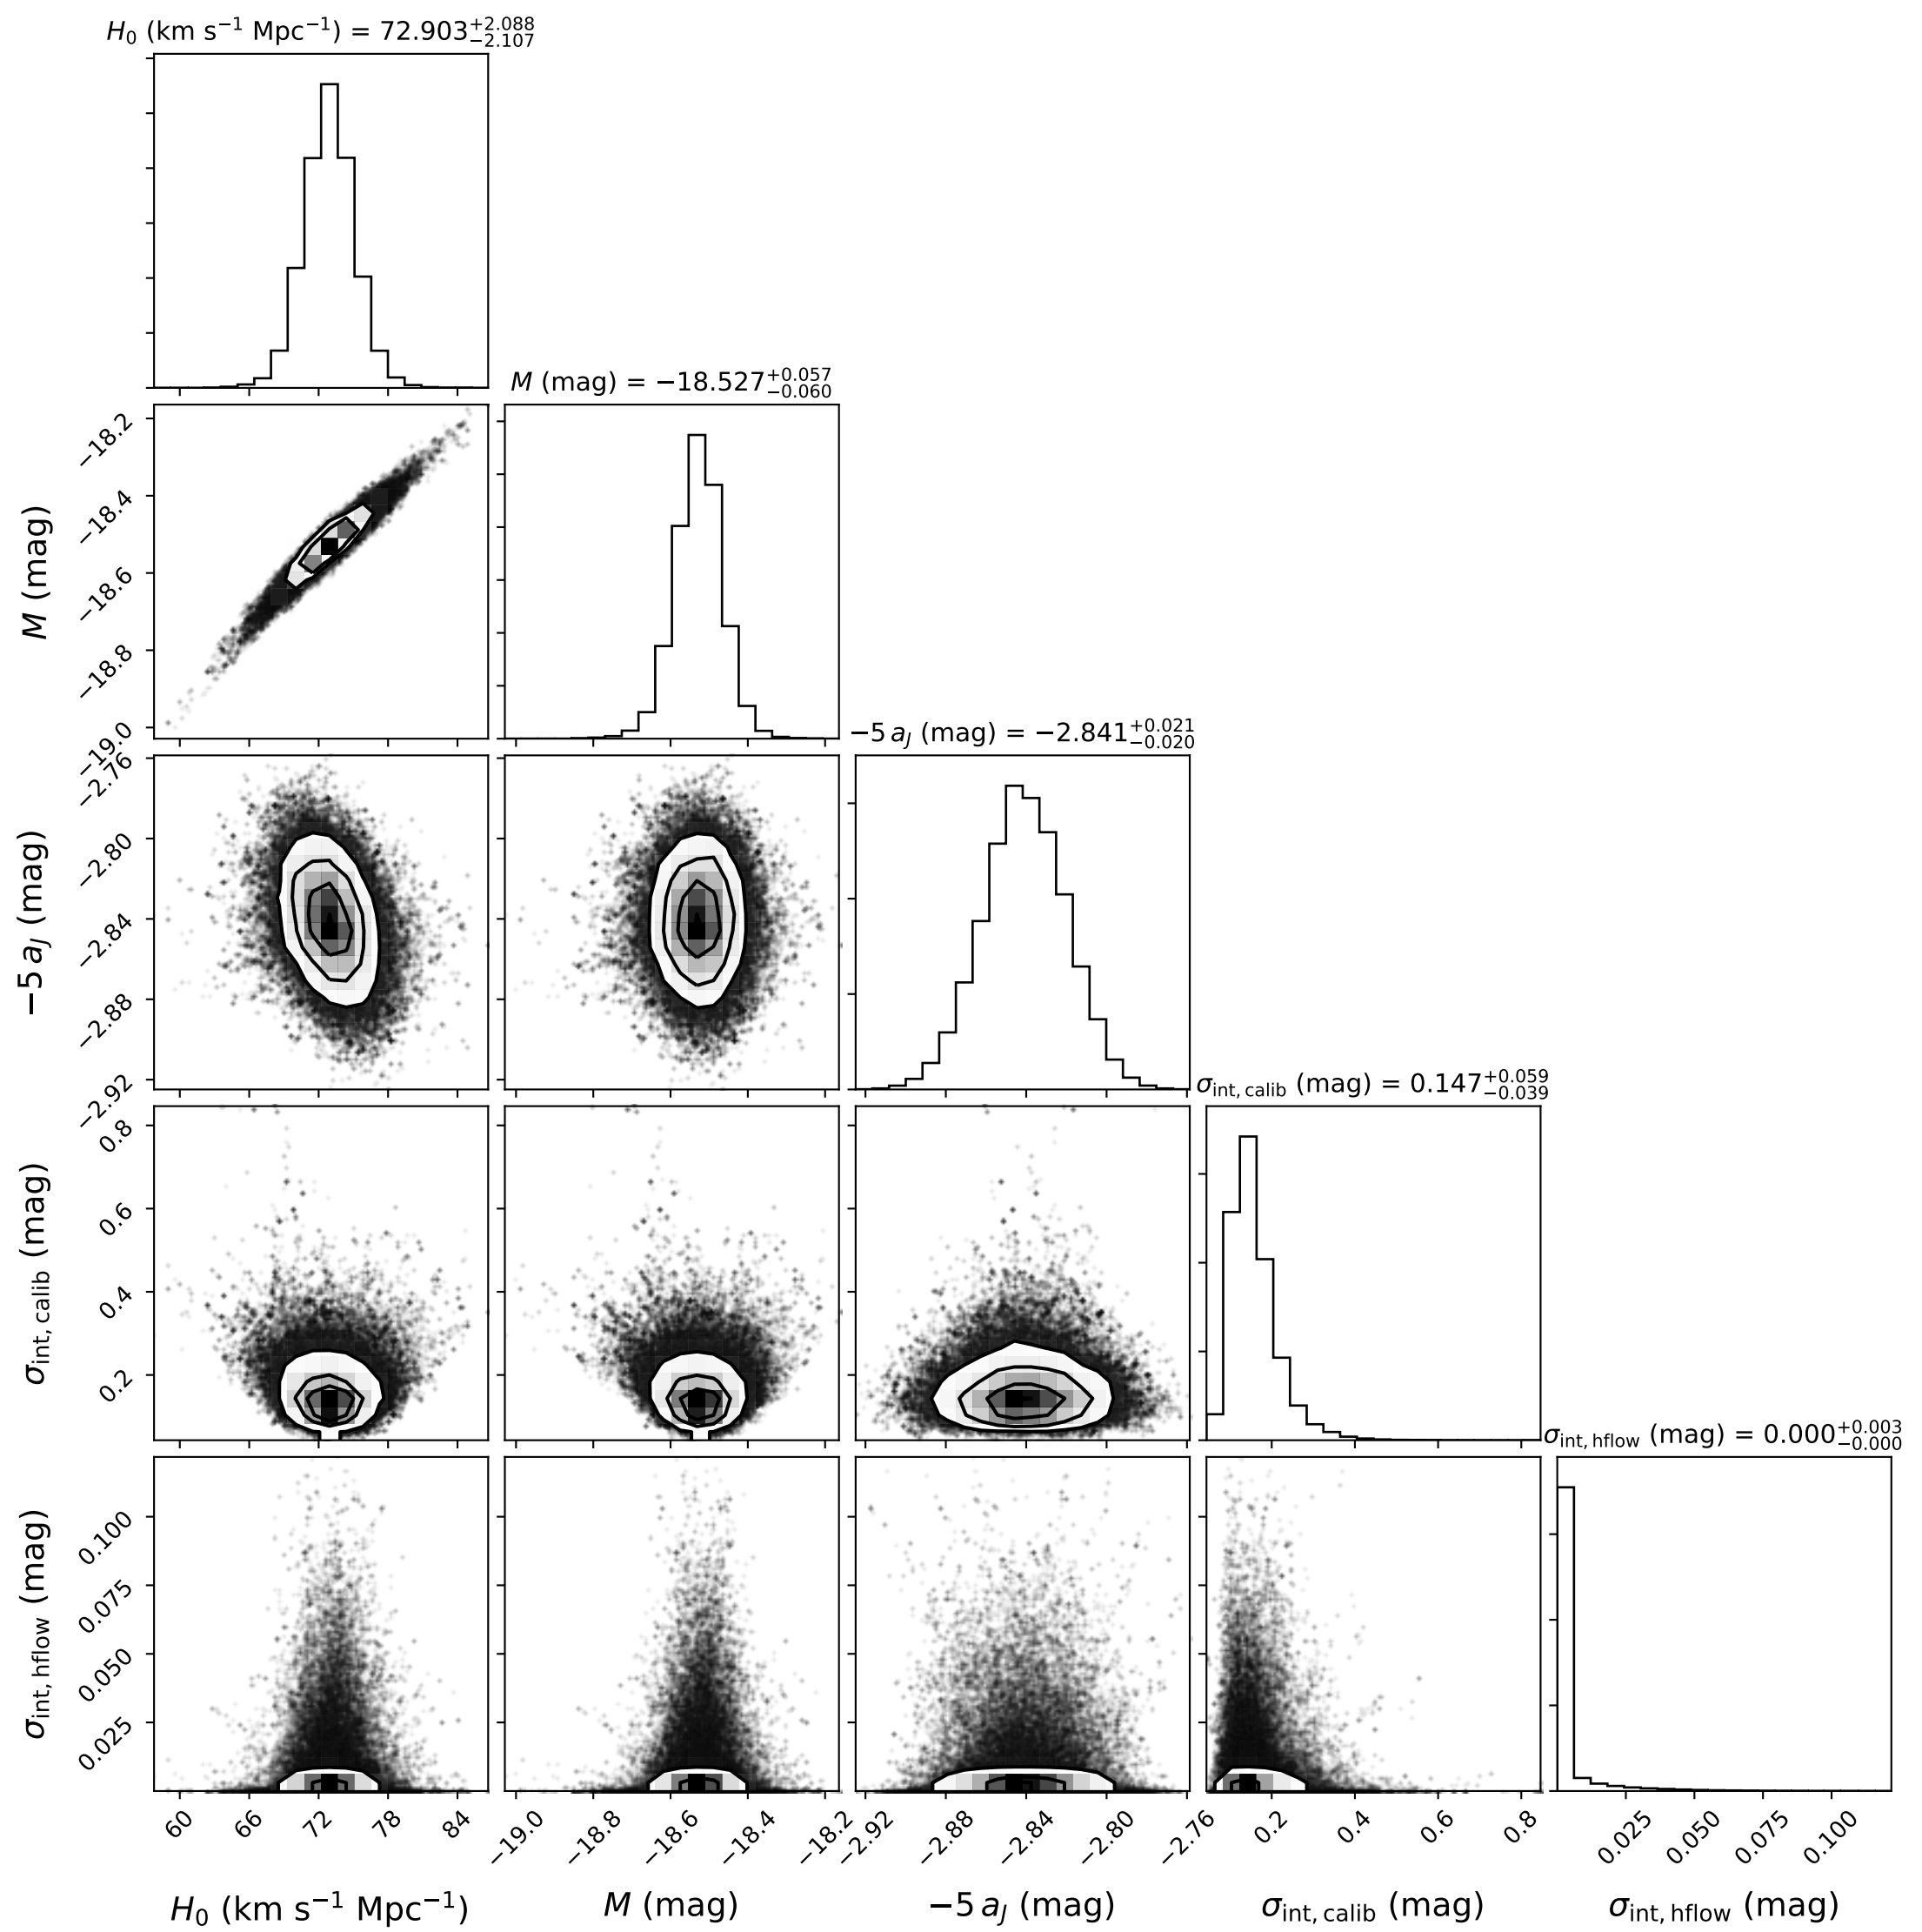 H₀ (km s⁻¹ Mpc⁻¹) = 72.903+2.088 −2.107
M (mag) = −18.527+0.057 −0.060
−18.2
−18.4
−18.6
−18.8
−19.0
M (mag)
−5 a_J (mag) = −2.841+0.021 −0.020
−2.76
−2.80
−2.84
−2.88
−2.92
−5 a_J (mag)
σint, calib (mag) = 0.147+0.059 −0.039
0.8
0.6
0.4
0.2
σint, calib (mag)
σint, hflow (mag) = 0.000+0.003 −0.000
0.100
0.075
0.050
0.025
σint, hflow (mag)
60 66 72 78 84
−19.0 −18.8 −18.6 −18.4 −18.2
−2.92 −2.88 −2.84 −2.80 −2.76
0.2 0.4 0.6 0.8
0.025 0.050 0.075 0.100
H₀ (km s⁻¹ Mpc⁻¹)
M (mag)
−5 a_J (mag)
σint, calib (mag)
σint, hflow (mag)